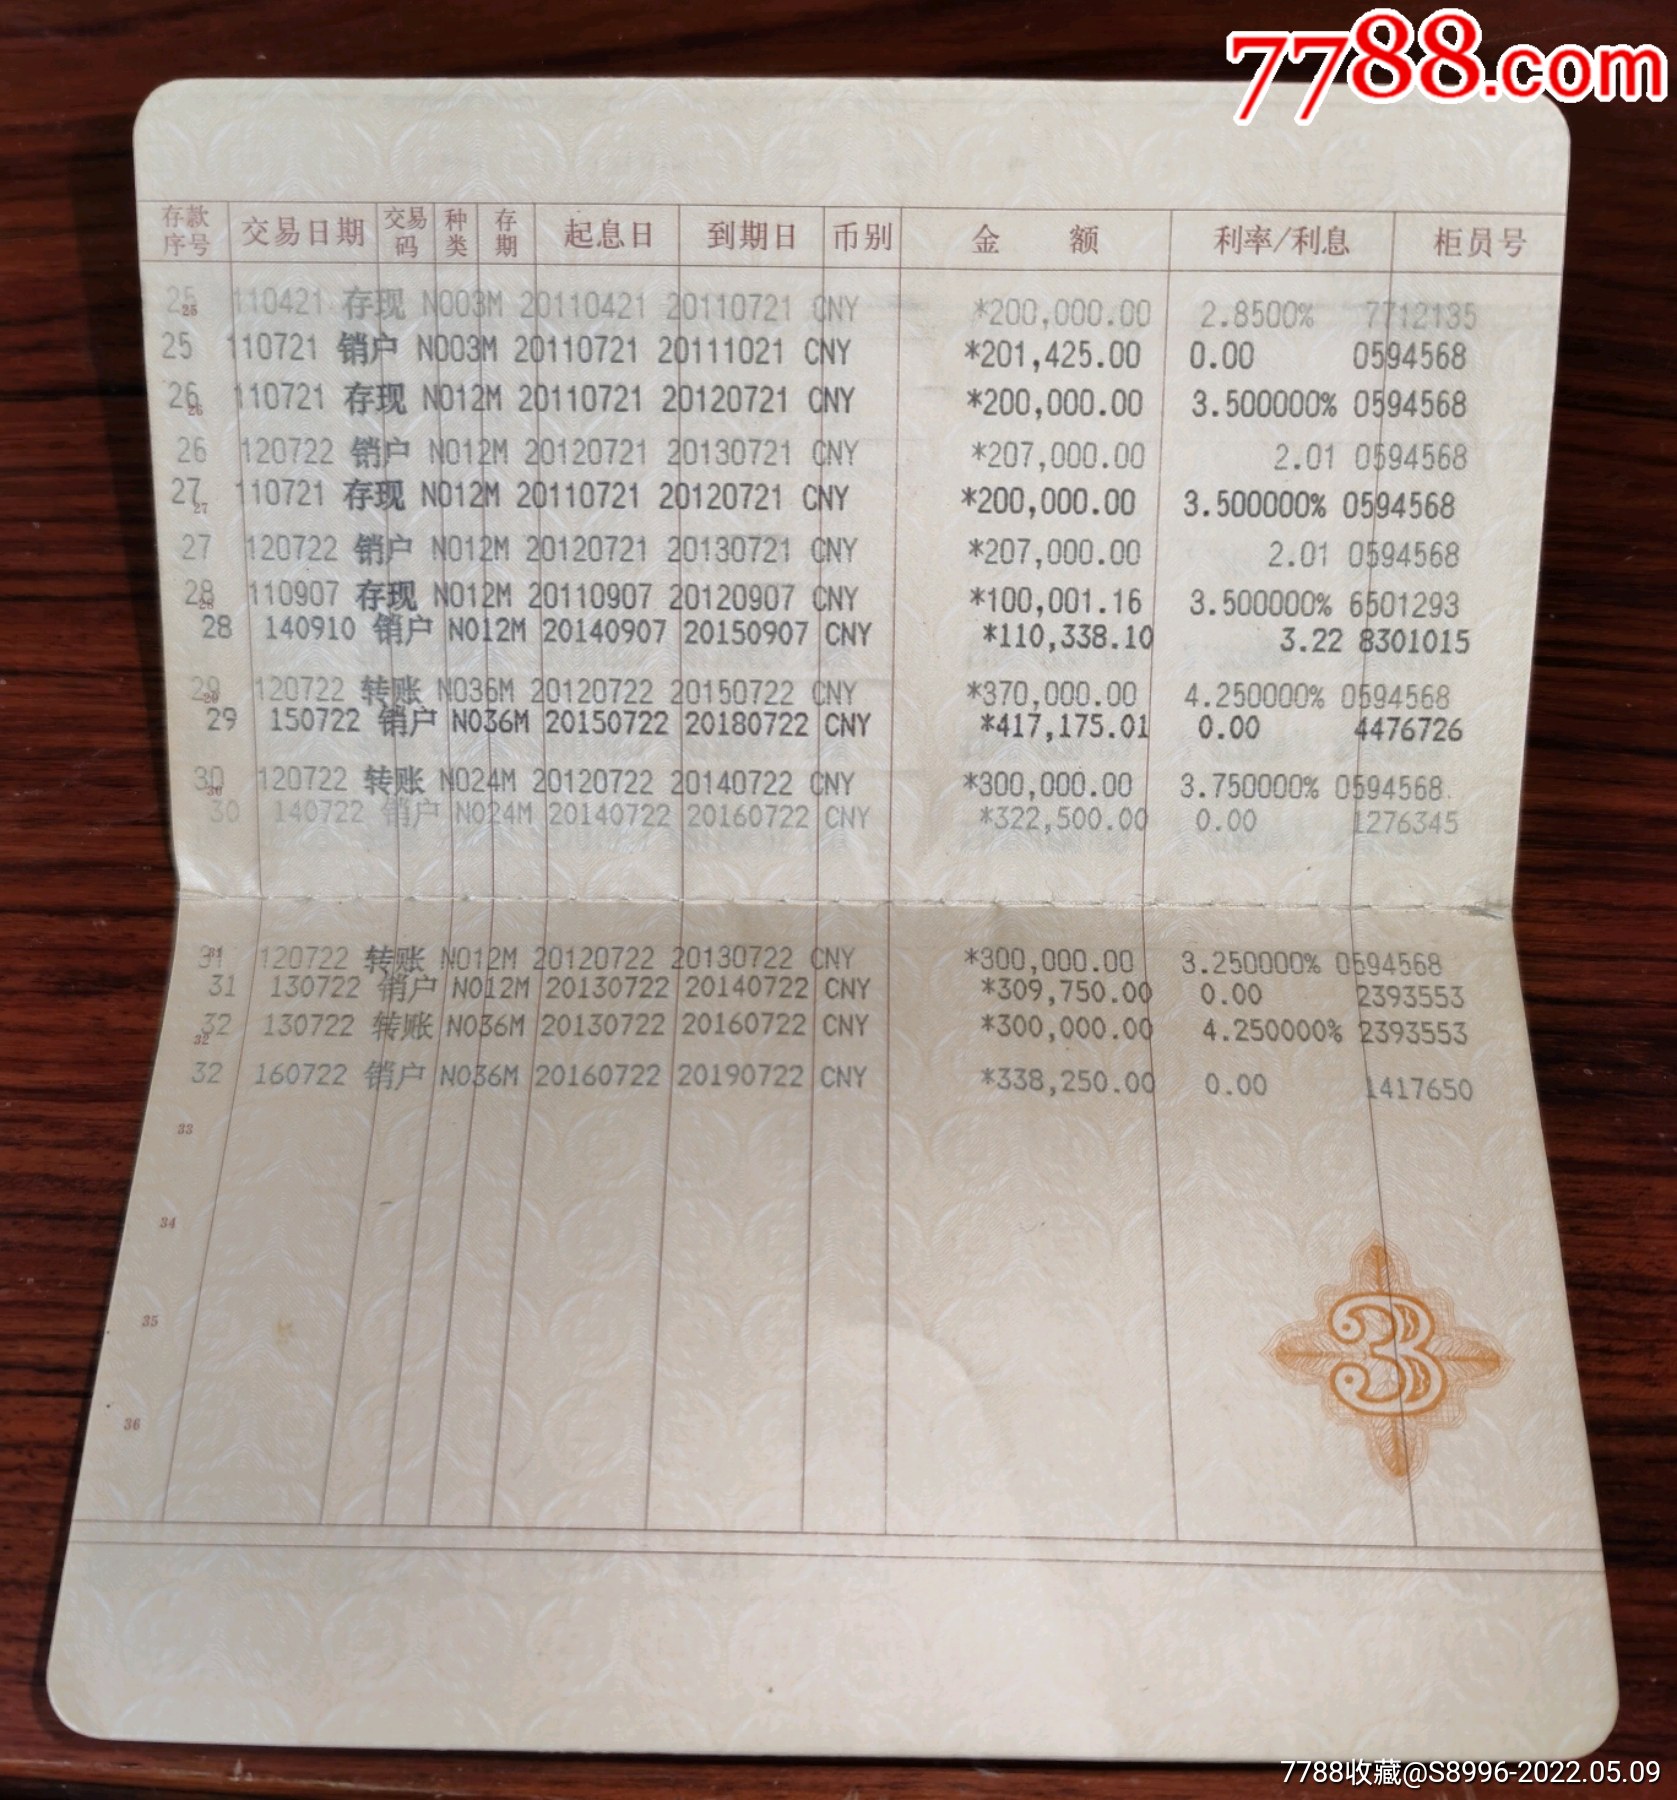 7788.com
存款序号 交易日期 交易码 种类 存期 起息日 到期日 币别 金额 利率/利息 柜员号
25 110421 存现 N003M 20110421 20110721 CNY *200,000.00 2.8500% 7712135
25
25 110721 销户 N003M 20110721 20111021 CNY *201,425.00 0.00 0594568
26 110721 存现 N012M 20110721 20120721 CNY *200,000.00 3.500000% 0594568
26
26 120722 销户 N012M 20120721 20130721 CNY *207,000.00 2.01 0594568
27 110721 存现 N012M 20110721 20120721 CNY *200,000.00 3.500000% 0594568
27
27 120722 销户 N012M 20120721 20130721 CNY *207,000.00 2.01 0594568
28 110907 存现 N012M 20110907 20120907 CNY *100,001.16 3.500000% 6501293
28
28 140910 销户 N012M 20140907 20150907 CNY *110,338.10 3.22 8301015
29 120722 转账 N036M 20120722 20150722 CNY *370,000.00 4.250000% 0594568
29
29 150722 销户 N036M 20150722 20180722 CNY *417,175.01 0.00 4476726
30 120722 转账 N024M 20120722 20140722 CNY *300,000.00 3.750000% 0594568
30
30 140722 销户 N024M 20140722 20160722 CNY *322,500.00 0.00 1276345
31 120722 转账 N012M 20120722 20130722 CNY *300,000.00 3.250000% 0594568
31
31 130722 销户 N012M 20130722 20140722 CNY *309,750.00 0.00 2393553
32 130722 转账 N036M 20130722 20160722 CNY *300,000.00 4.250000% 2393553
32
32 160722 销户 N036M 20160722 20190722 CNY *338,250.00 0.00 1417650
33
34
35
36
3
7788收藏@S8996-2022.05.09